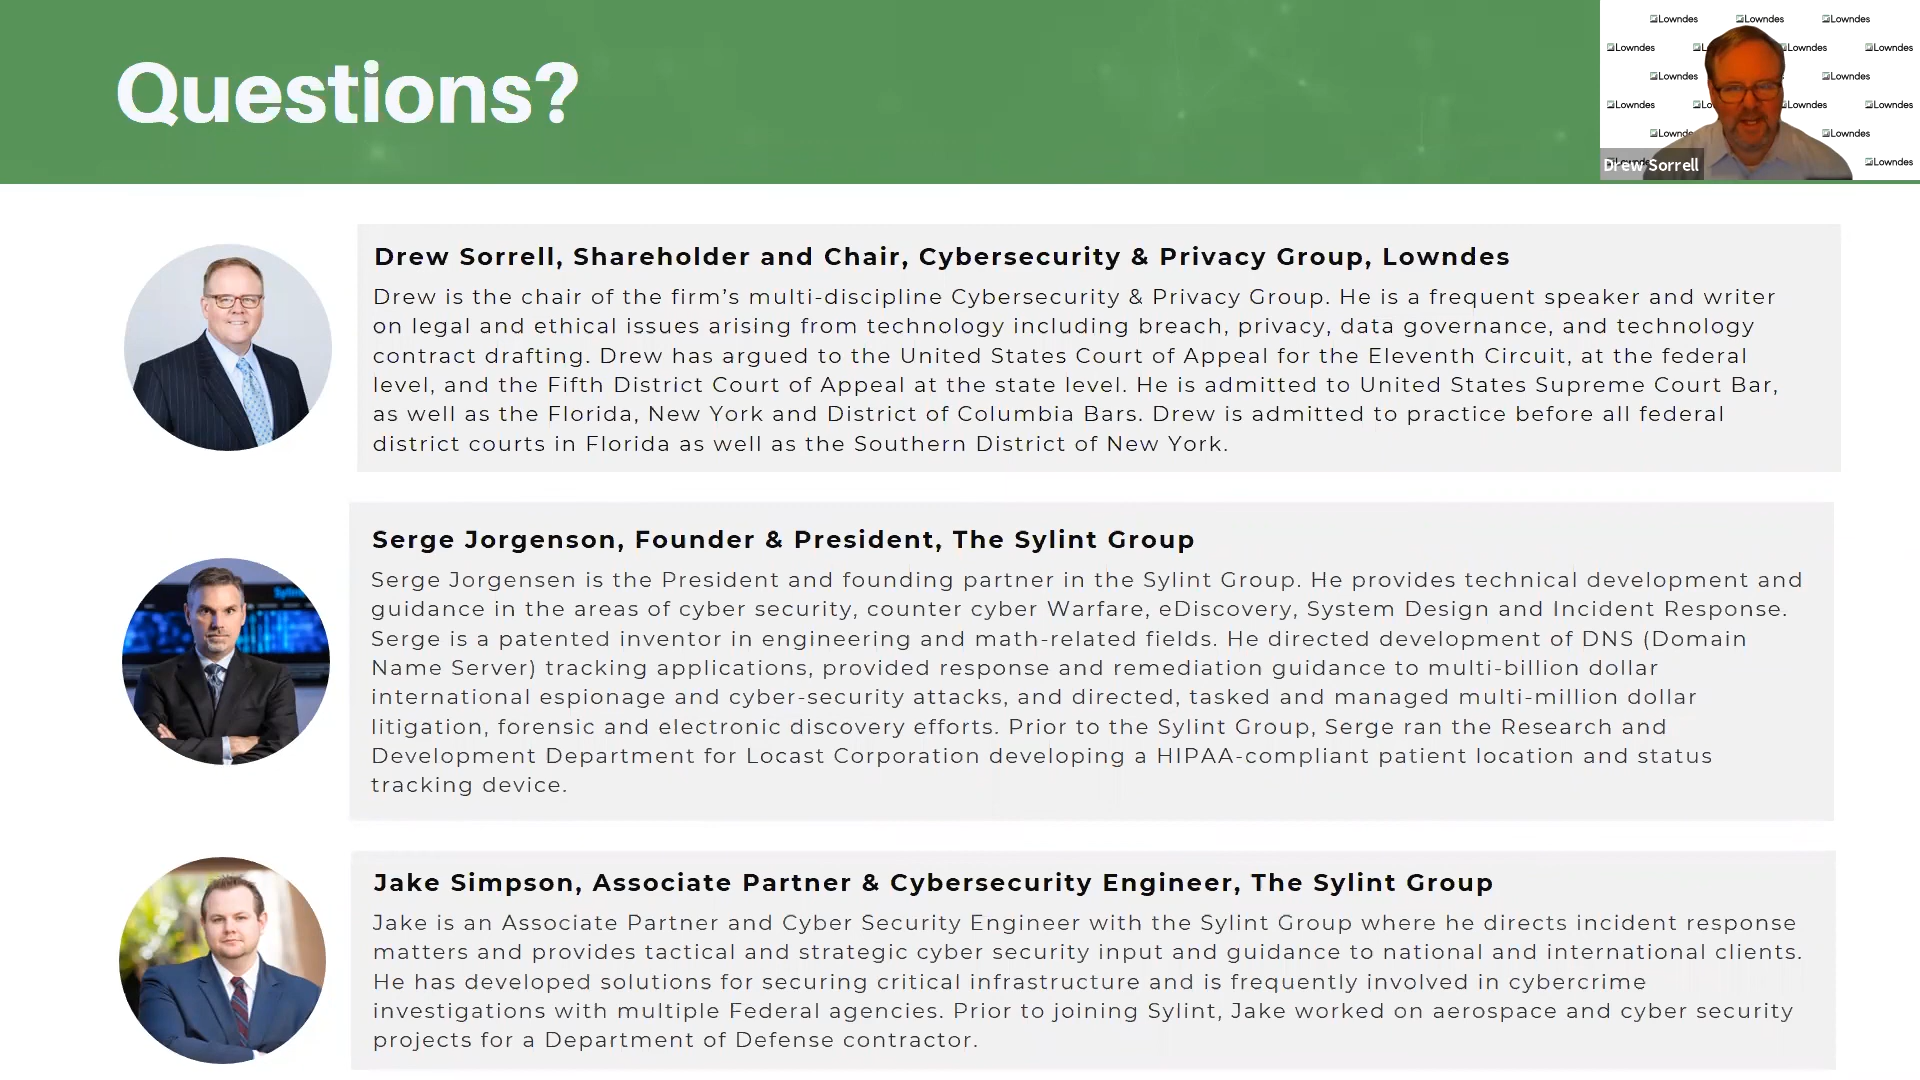 Questions?
Lowndes Lowndes Lowndes
Lowndes Lowndes Lowndes
Lowndes Lowndes
Lowndes Lowndes Lowndes
Lowndes Lowndes
Lowndes
Drew Sorrell
Drew Sorrell, Shareholder and Chair, Cybersecurity & Privacy Group, Lowndes
Drew is the chair of the firm’s multi-discipline Cybersecurity & Privacy Group. He is a frequent speaker and writer
on legal and ethical issues arising from technology including breach, privacy, data governance, and technology
contract drafting. Drew has argued to the United States Court of Appeal for the Eleventh Circuit, at the federal
level, and the Fifth District Court of Appeal at the state level. He is admitted to United States Supreme Court Bar,
as well as the Florida, New York and District of Columbia Bars. Drew is admitted to practice before all federal
district courts in Florida as well as the Southern District of New York.
Serge Jorgenson, Founder & President, The Sylint Group
Serge Jorgensen is the President and founding partner in the Sylint Group. He provides technical development and
guidance in the areas of cyber security, counter cyber Warfare, eDiscovery, System Design and Incident Response.
Serge is a patented inventor in engineering and math-related fields. He directed development of DNS (Domain
Name Server) tracking applications, provided response and remediation guidance to multi-billion dollar
international espionage and cyber-security attacks, and directed, tasked and managed multi-million dollar
litigation, forensic and electronic discovery efforts. Prior to the Sylint Group, Serge ran the Research and
Development Department for Locast Corporation developing a HIPAA-compliant patient location and status
tracking device.
Jake Simpson, Associate Partner & Cybersecurity Engineer, The Sylint Group
Jake is an Associate Partner and Cyber Security Engineer with the Sylint Group where he directs incident response
matters and provides tactical and strategic cyber security input and guidance to national and international clients.
He has developed solutions for securing critical infrastructure and is frequently involved in cybercrime
investigations with multiple Federal agencies. Prior to joining Sylint, Jake worked on aerospace and cyber security
projects for a Department of Defense contractor.